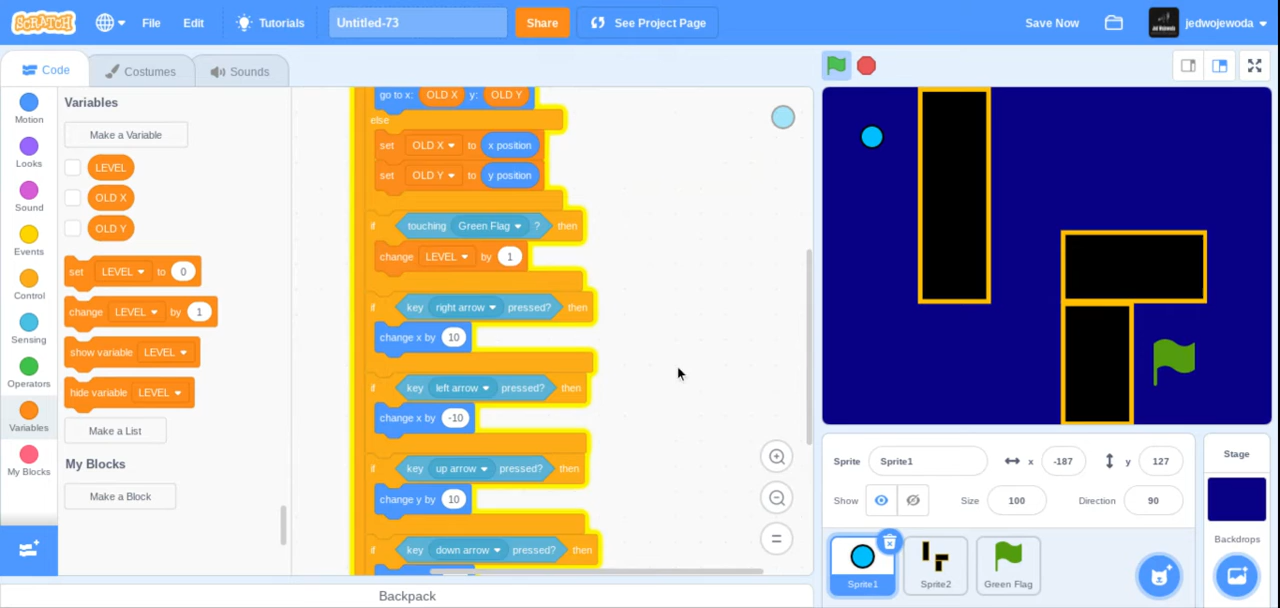 SCRATCH File Edit Tutorials Untitled-73 Share See Project Page Save Now jedwojewoda
Code Costumes Sounds
Motion
Looks
Sound
Events
Control
Sensing
Operators
Variables
My Blocks
Variables
Make a Variable
LEVEL
OLD X
OLD Y
set LEVEL to 0
change LEVEL by 1
show variable LEVEL
hide variable LEVEL
Make a List
My Blocks
Make a Block
go to x: OLD X y: OLD Y
else
set OLD X to x position
set OLD Y to y position
if touching Green Flag ? then
change LEVEL by 1
if key right arrow pressed? then
change x by 10
if key left arrow pressed? then
change x by -10
if key up arrow pressed? then
change y by 10
if key down arrow pressed? then
Backpack
Sprite Sprite1 x -187 y 127
Show Size 100 Direction 90
Sprite1 Sprite2 Green Flag
Stage
Backdrops